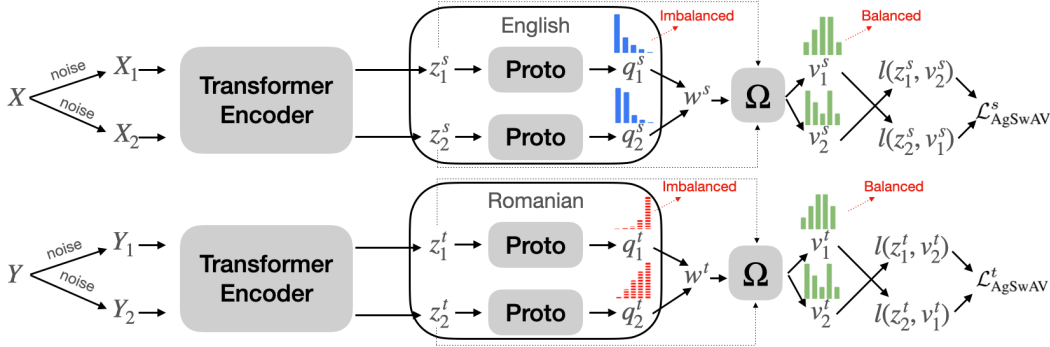 English
Imbalanced
Balanced
X
noise
noise
X₁
X₂
Transformer
Encoder
z₁ˢ
Proto
q₁ˢ
z₂ˢ
Proto
q₂ˢ
wˢ
Ω
v₁ˢ
v₂ˢ
l(z₁ˢ, v₂ˢ)
l(z₂ˢ, v₁ˢ)
ℒˢ_AgSwAV
Romanian
Imbalanced
Balanced
Y
noise
noise
Y₁
Y₂
Transformer
Encoder
z₁ᵗ
Proto
q₁ᵗ
z₂ᵗ
Proto
q₂ᵗ
wᵗ
Ω
v₁ᵗ
v₂ᵗ
l(z₁ᵗ, v₂ᵗ)
l(z₂ᵗ, v₁ᵗ)
ℒᵗ_AgSwAV